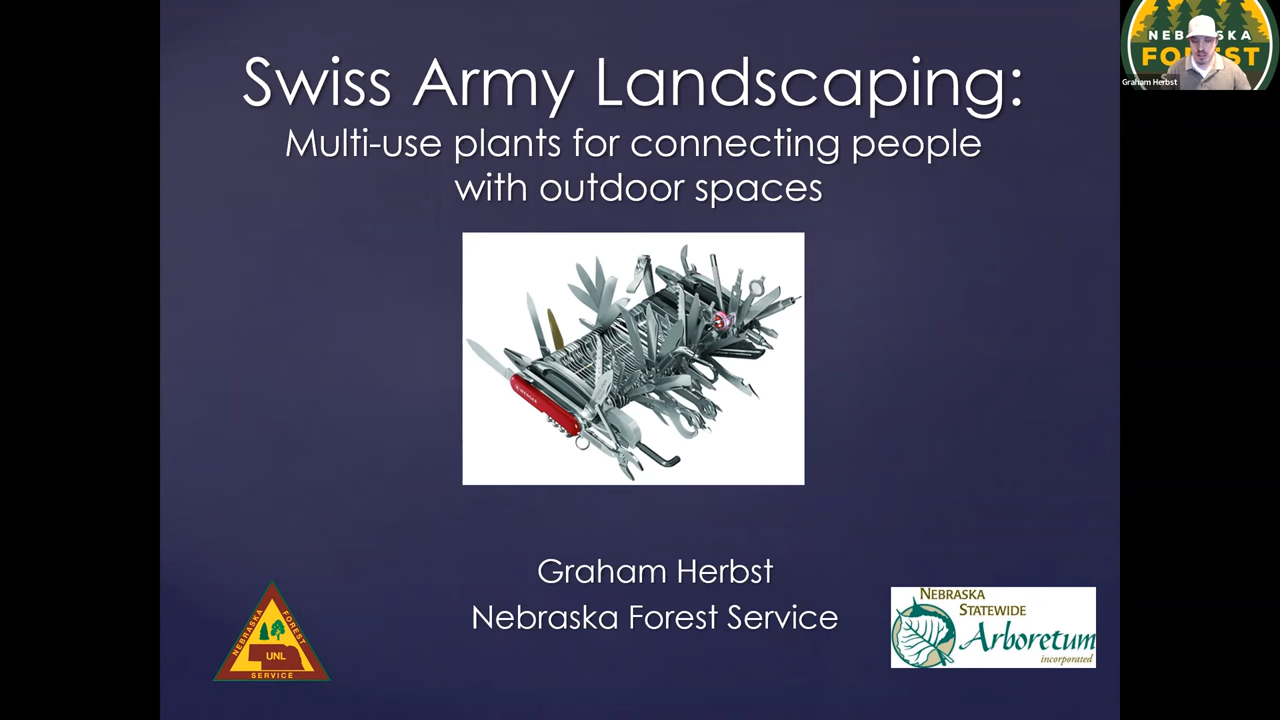 Swiss Army Landscaping:
Multi-use plants for connecting people
with outdoor spaces
NEBRASKA
FOREST
Graham Herbst
WENGER
Graham Herbst
Nebraska Forest Service
NEBRASKA FOREST
UNL
SERVICE
NEBRASKA
STATEWIDE
Arboretum
incorporated